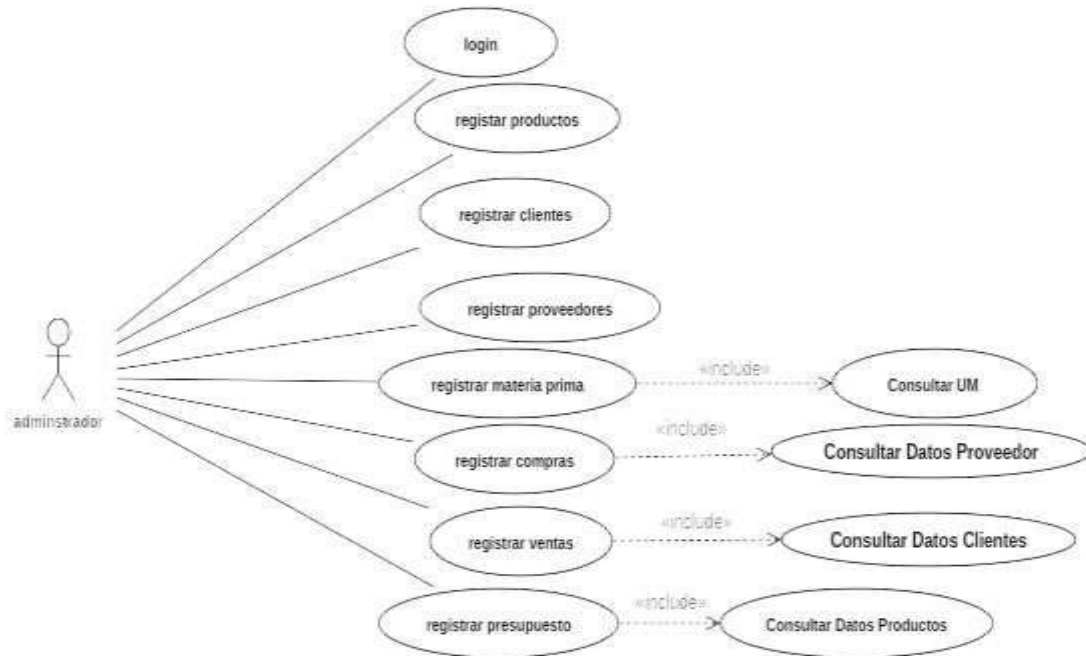 login
registar productos
registrar clientes
registrar proveedores
registrar materia prima
«include»
Consultar UM
adminstrador
registrar compras
«include»
Consultar Datos Proveedor
registrar ventas
«include»
Consultar Datos Clientes
registrar presupuesto
«include»
Consultar Datos Productos